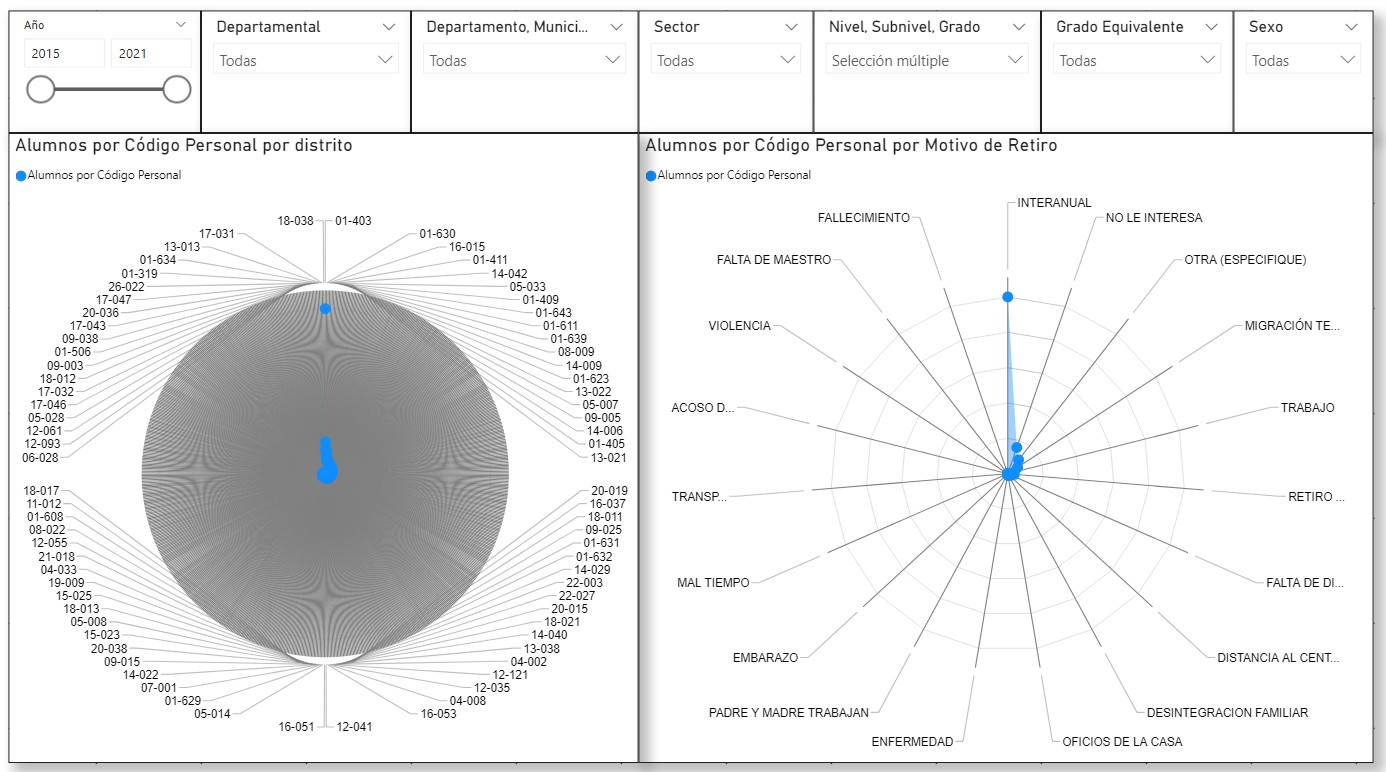 Año
2015
2021
Departamental
Todas
Departamento, Munici...
Todas
Sector
Todas
Nivel, Subnivel, Grado
Selección múltiple
Grado Equivalente
Todas
Sexo
Todas
Alumnos por Código Personal por distrito
Alumnos por Código Personal
18-038
01-403
17-031
01-630
13-013
16-015
01-634
01-411
01-319
14-042
26-022
05-033
17-047
01-409
20-036
01-643
17-043
01-611
09-038
01-639
01-506
08-009
09-003
14-009
18-012
01-623
17-032
13-022
17-046
05-007
05-028
09-005
12-061
14-006
12-093
01-405
06-028
13-021
18-017
20-019
11-012
16-037
01-608
18-011
08-022
09-025
12-055
01-631
21-018
01-632
04-033
14-029
19-009
22-003
15-025
22-027
18-013
20-015
05-008
18-021
15-023
14-040
20-038
13-038
09-015
04-002
14-022
12-121
07-001
12-035
01-629
04-008
05-014
16-053
16-051
12-041
Alumnos por Código Personal por Motivo de Retiro
Alumnos por Código Personal
INTERANUAL
FALLECIMIENTO
NO LE INTERESA
FALTA DE MAESTRO
OTRA (ESPECIFIQUE)
VIOLENCIA
MIGRACIÓN TE...
ACOSO D...
TRABAJO
TRANSP...
RETIRO ...
MAL TIEMPO
FALTA DE DI...
EMBARAZO
DISTANCIA AL CENT...
PADRE Y MADRE TRABAJAN
DESINTEGRACION FAMILIAR
ENFERMEDAD
OFICIOS DE LA CASA